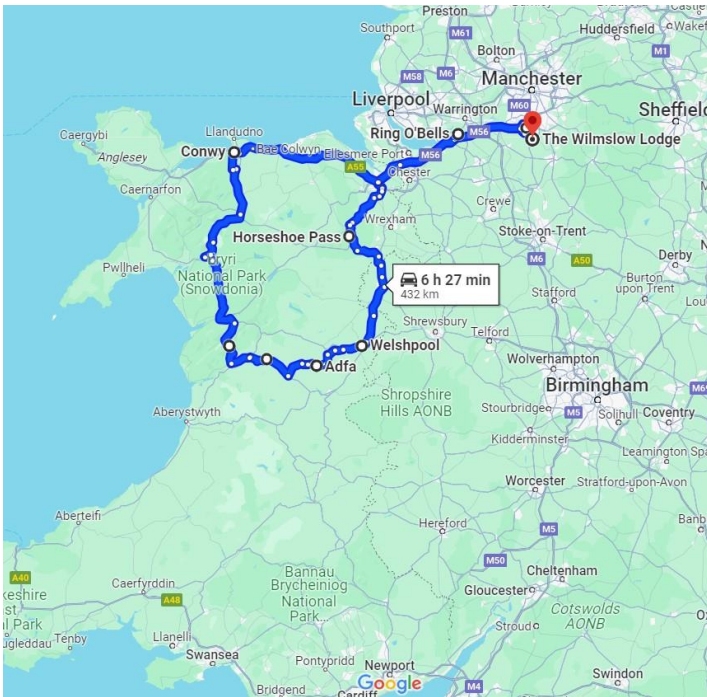 Preston
Southport
M61
Huddersfield
Wakef
Bolton
M1
M58
M6
Manchester
Liverpool
M60
Warrington
Sheffield
Ring O'Bells
M56
The Wilmslow Lodge
Caergybi
Llandudno
Anglesey
Conwy
Bae Colwyn
Ellesmere Port
M56
A55
Chester
Caernarfon
Crewe
Wrexham
Horseshoe Pass
Stoke-on-Trent
Derby
M6
A50
National Park
(Snowdonia)
Pwllheli
6 h 27 min
432 km
Burton
upon Trent
Stafford
Shrewsbury
Telford
Welshpool
Adfa
Wolverhampton
M69
Birmingham
Shropshire
Hills AONB
Stourbridge
M5
Solihull
Coventry
Aberystwyth
Kidderminster
Leamington Spa
Worcester
Stratford-upon-Avon
Aberteifi
Hereford
M5
Banb
M50
A40
Bannau
Brycheiniog
National
Park...
Cheltenham
Gloucester
Caerfyrddin
A48
Cotswolds
AONB
Stroud
Tenby
Llanelli
Swansea
Pontypridd
Newport
Swindon
Bridgend
Cardiff
Google
M4